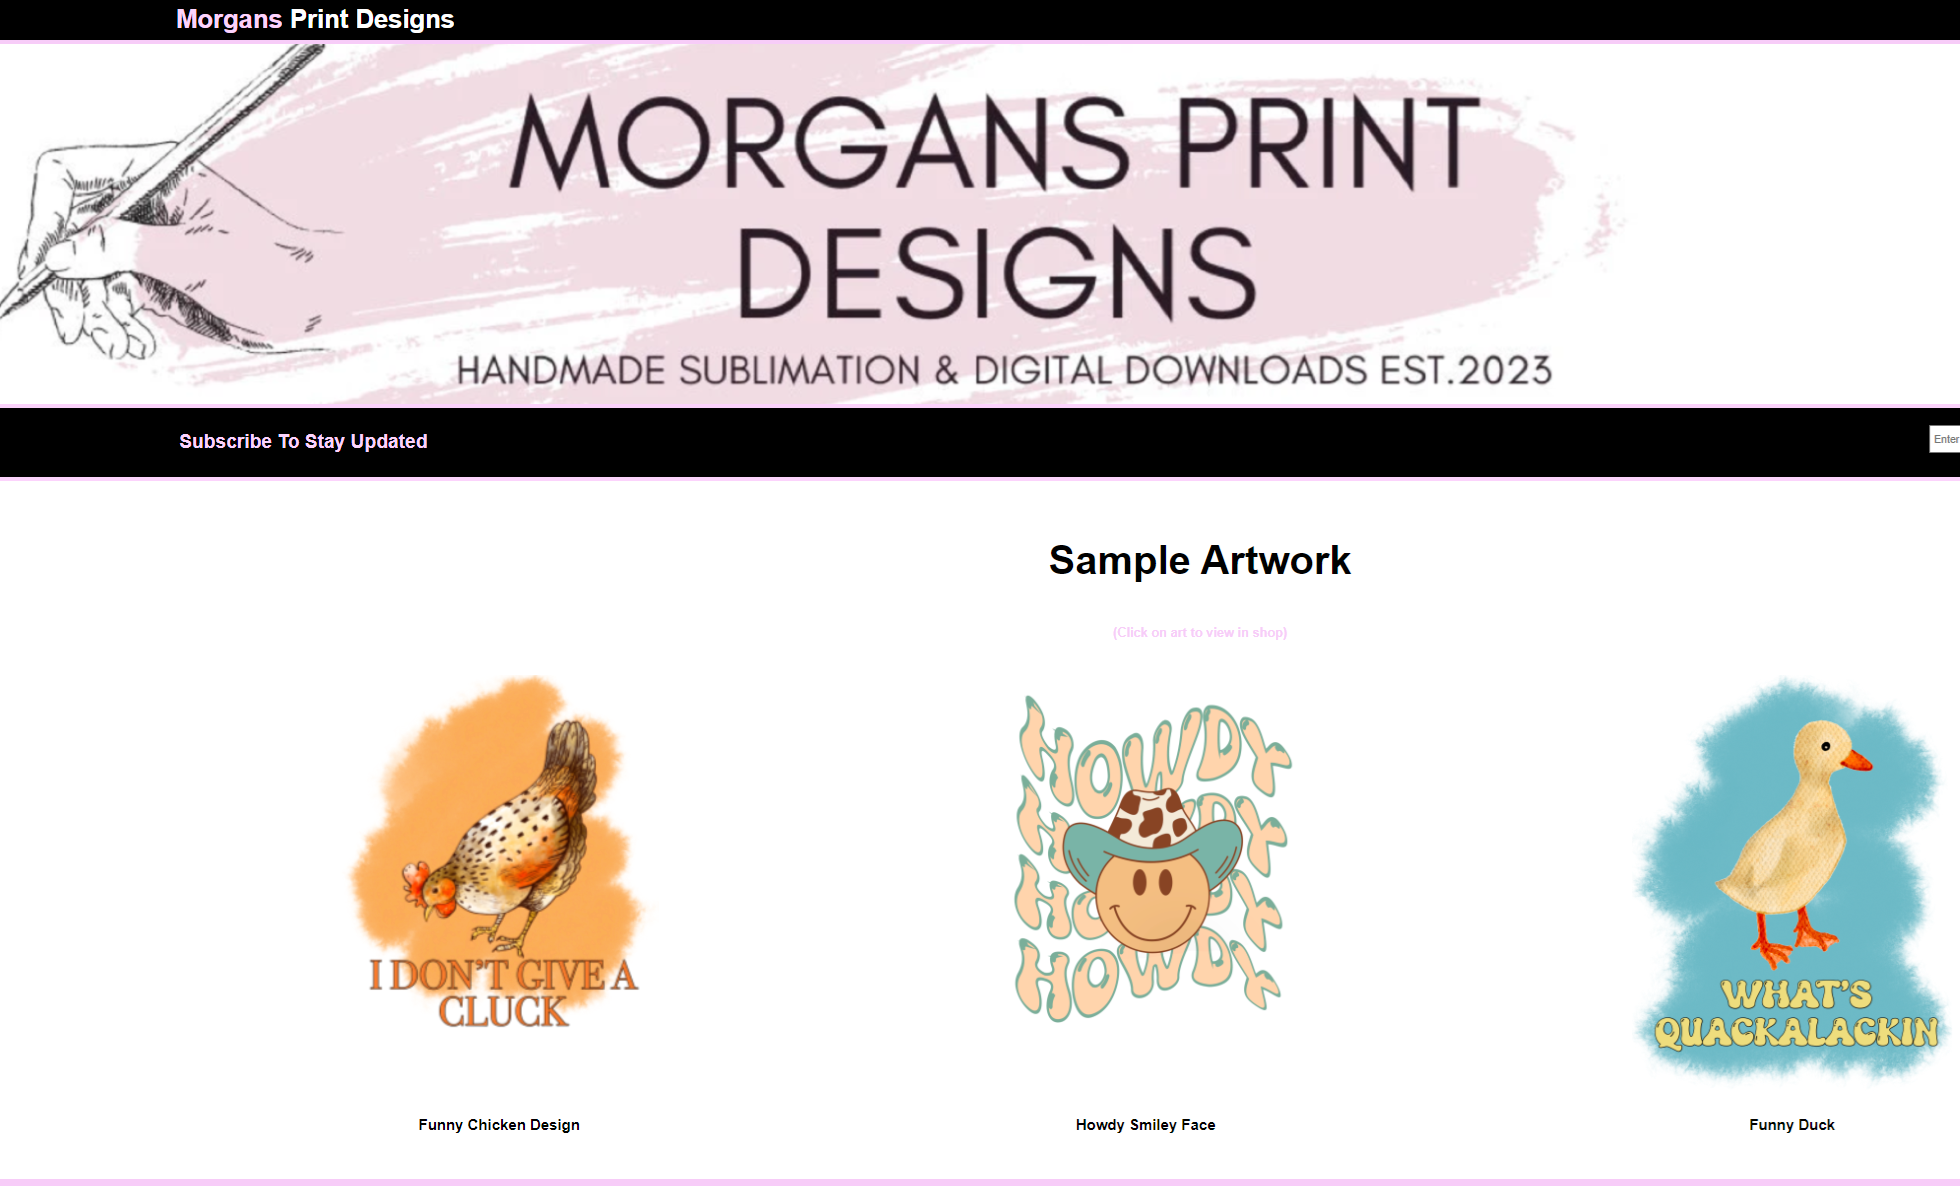 Morgans Print Designs
MORGANS PRINT
DESIGNS
HANDMADE SUBLIMATION & DIGITAL DOWNLOADS EST.2023
Subscribe To Stay Updated
Enter
Sample Artwork
(Click on art to view in shop)
I DON'T GIVE A
CLUCK
HOWDY
HOWDY
HOWDY
HOWDY
WHAT'S
QUACKALACKIN
Funny Chicken Design
Howdy Smiley Face
Funny Duck